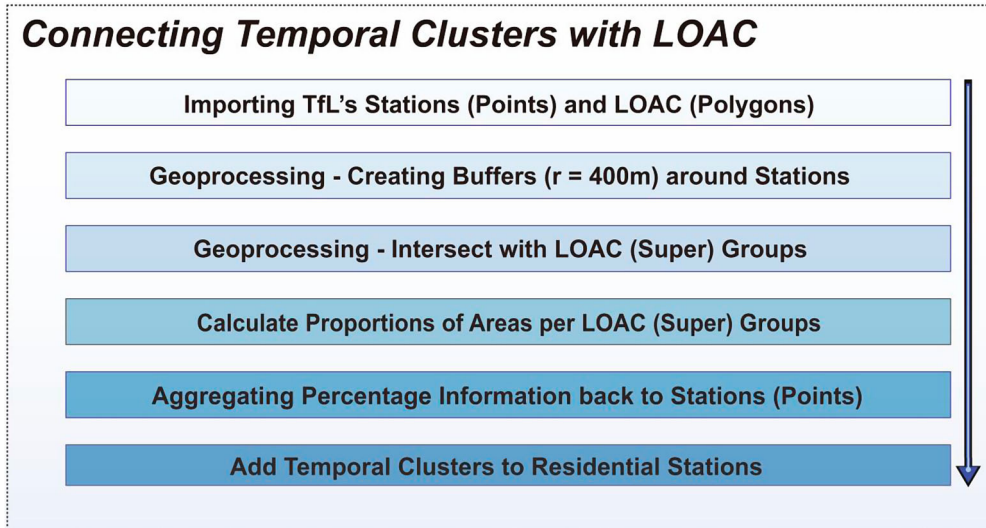 Connecting Temporal Clusters with LOAC
Importing TfL's Stations (Points) and LOAC (Polygons)
Geoprocessing - Creating Buffers (r = 400m) around Stations
Geoprocessing - Intersect with LOAC (Super) Groups
Calculate Proportions of Areas per LOAC (Super) Groups
Aggregating Percentage Information back to Stations (Points)
Add Temporal Clusters to Residential Stations